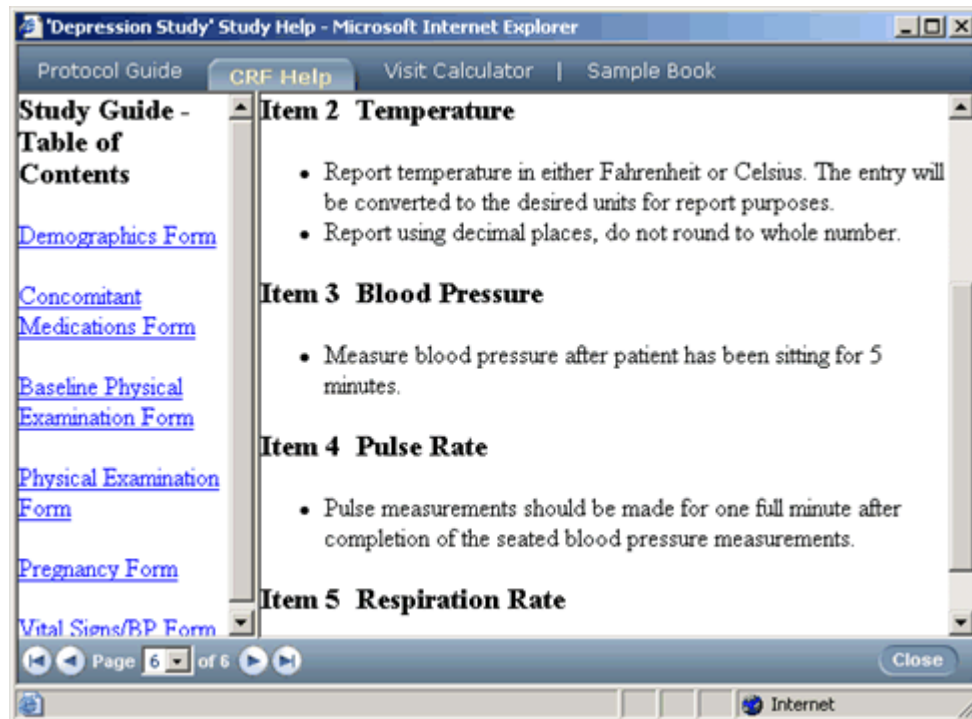 'Depression Study' Study Help - Microsoft Internet Explorer
Protocol Guide
CRF Help
Visit Calculator | Sample Book
Study Guide -
Table of
Contents
Demographics Form
Concomitant
Medications Form
Baseline Physical
Examination Form
Physical Examination
Form
Pregnancy Form
Vital Signs/BP Form
Item 2 Temperature
• Report temperature in either Fahrenheit or Celsius. The entry will
be converted to the desired units for report purposes.
• Report using decimal places, do not round to whole number.
Item 3 Blood Pressure
• Measure blood pressure after patient has been sitting for 5
minutes.
Item 4 Pulse Rate
• Pulse measurements should be made for one full minute after
completion of the seated blood pressure measurements.
Item 5 Respiration Rate
Page 6 of 6
Close
Internet